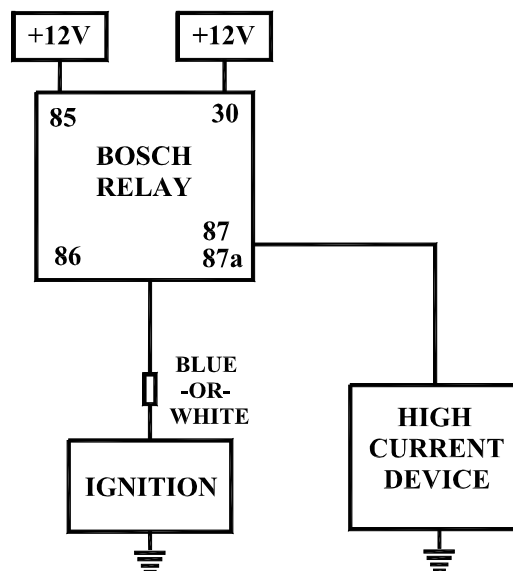 +12V
+12V
85
30
BOSCH
RELAY
87
86
87a
BLUE
-OR-
WHITE
IGNITION
HIGH
CURRENT
DEVICE